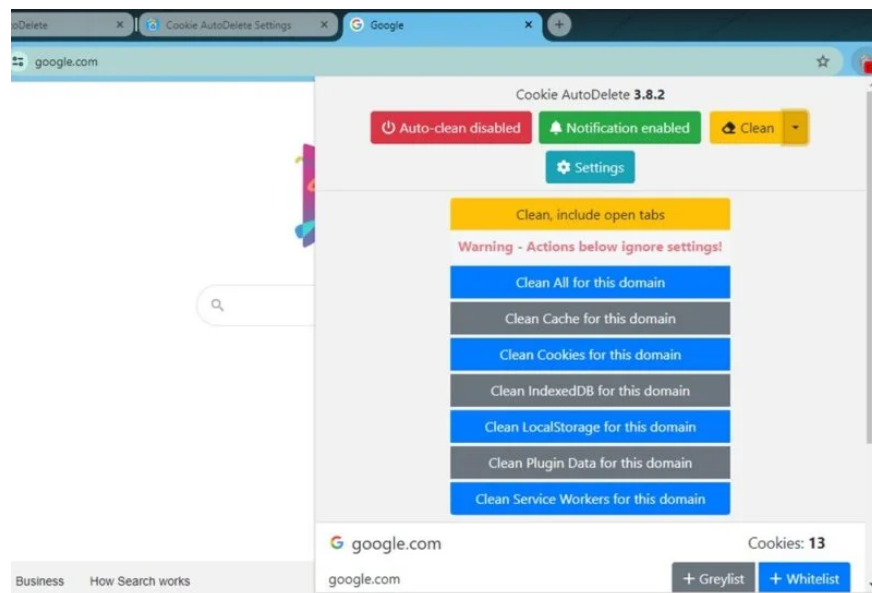 oDelete
Cookie AutoDelete Settings
Google
google.com
Cookie AutoDelete 3.8.2
Auto-clean disabled
Notification enabled
Clean
Settings
Clean, include open tabs
Warning - Actions below ignore settings!
Clean All for this domain
Clean Cache for this domain
Clean Cookies for this domain
Clean IndexedDB for this domain
Clean LocalStorage for this domain
Clean Plugin Data for this domain
Clean Service Workers for this domain
google.com
Cookies: 13
google.com
+ Greylist
+ Whitelist
Business
How Search works